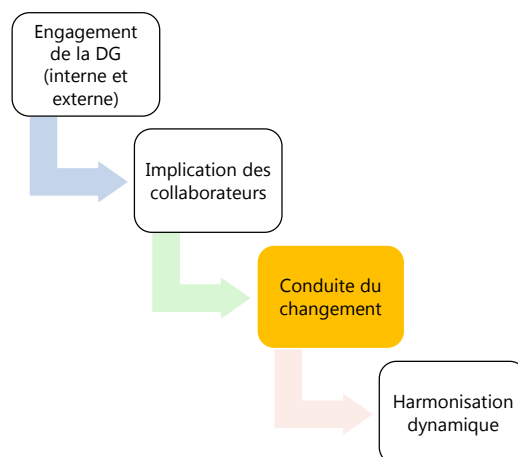 Engagement
de la DG
(interne et
externe)
Implication des
collaborateurs
Conduite du
changement
Harmonisation
dynamique